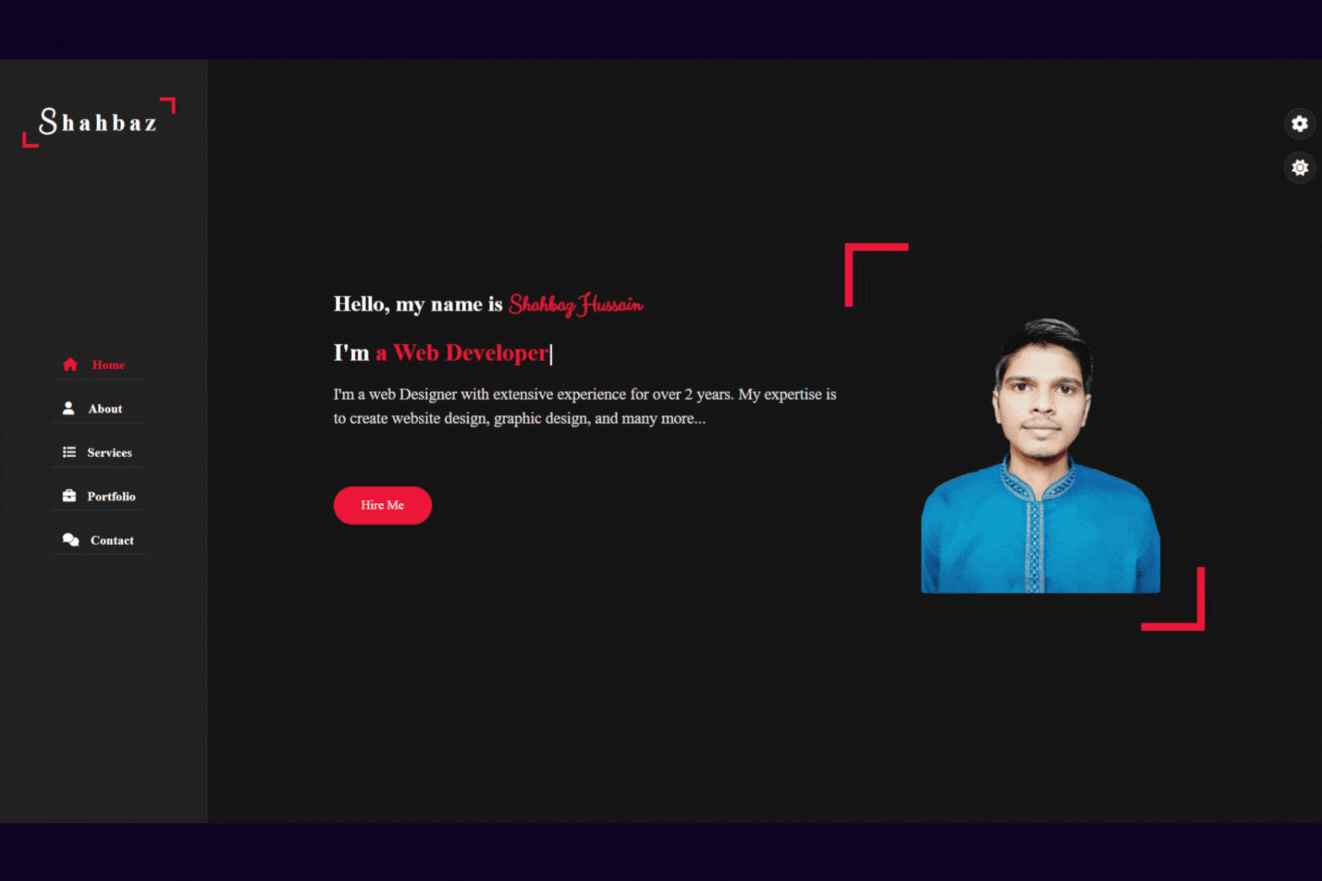 Shahbaz
Home
About
Services
Portfolio
Contact
Hello, my name is Shahbaz Hussain
I'm a Web Developer|
I'm a web Designer with extensive experience for over 2 years. My expertise is
to create website design, graphic design, and many more...
Hire Me